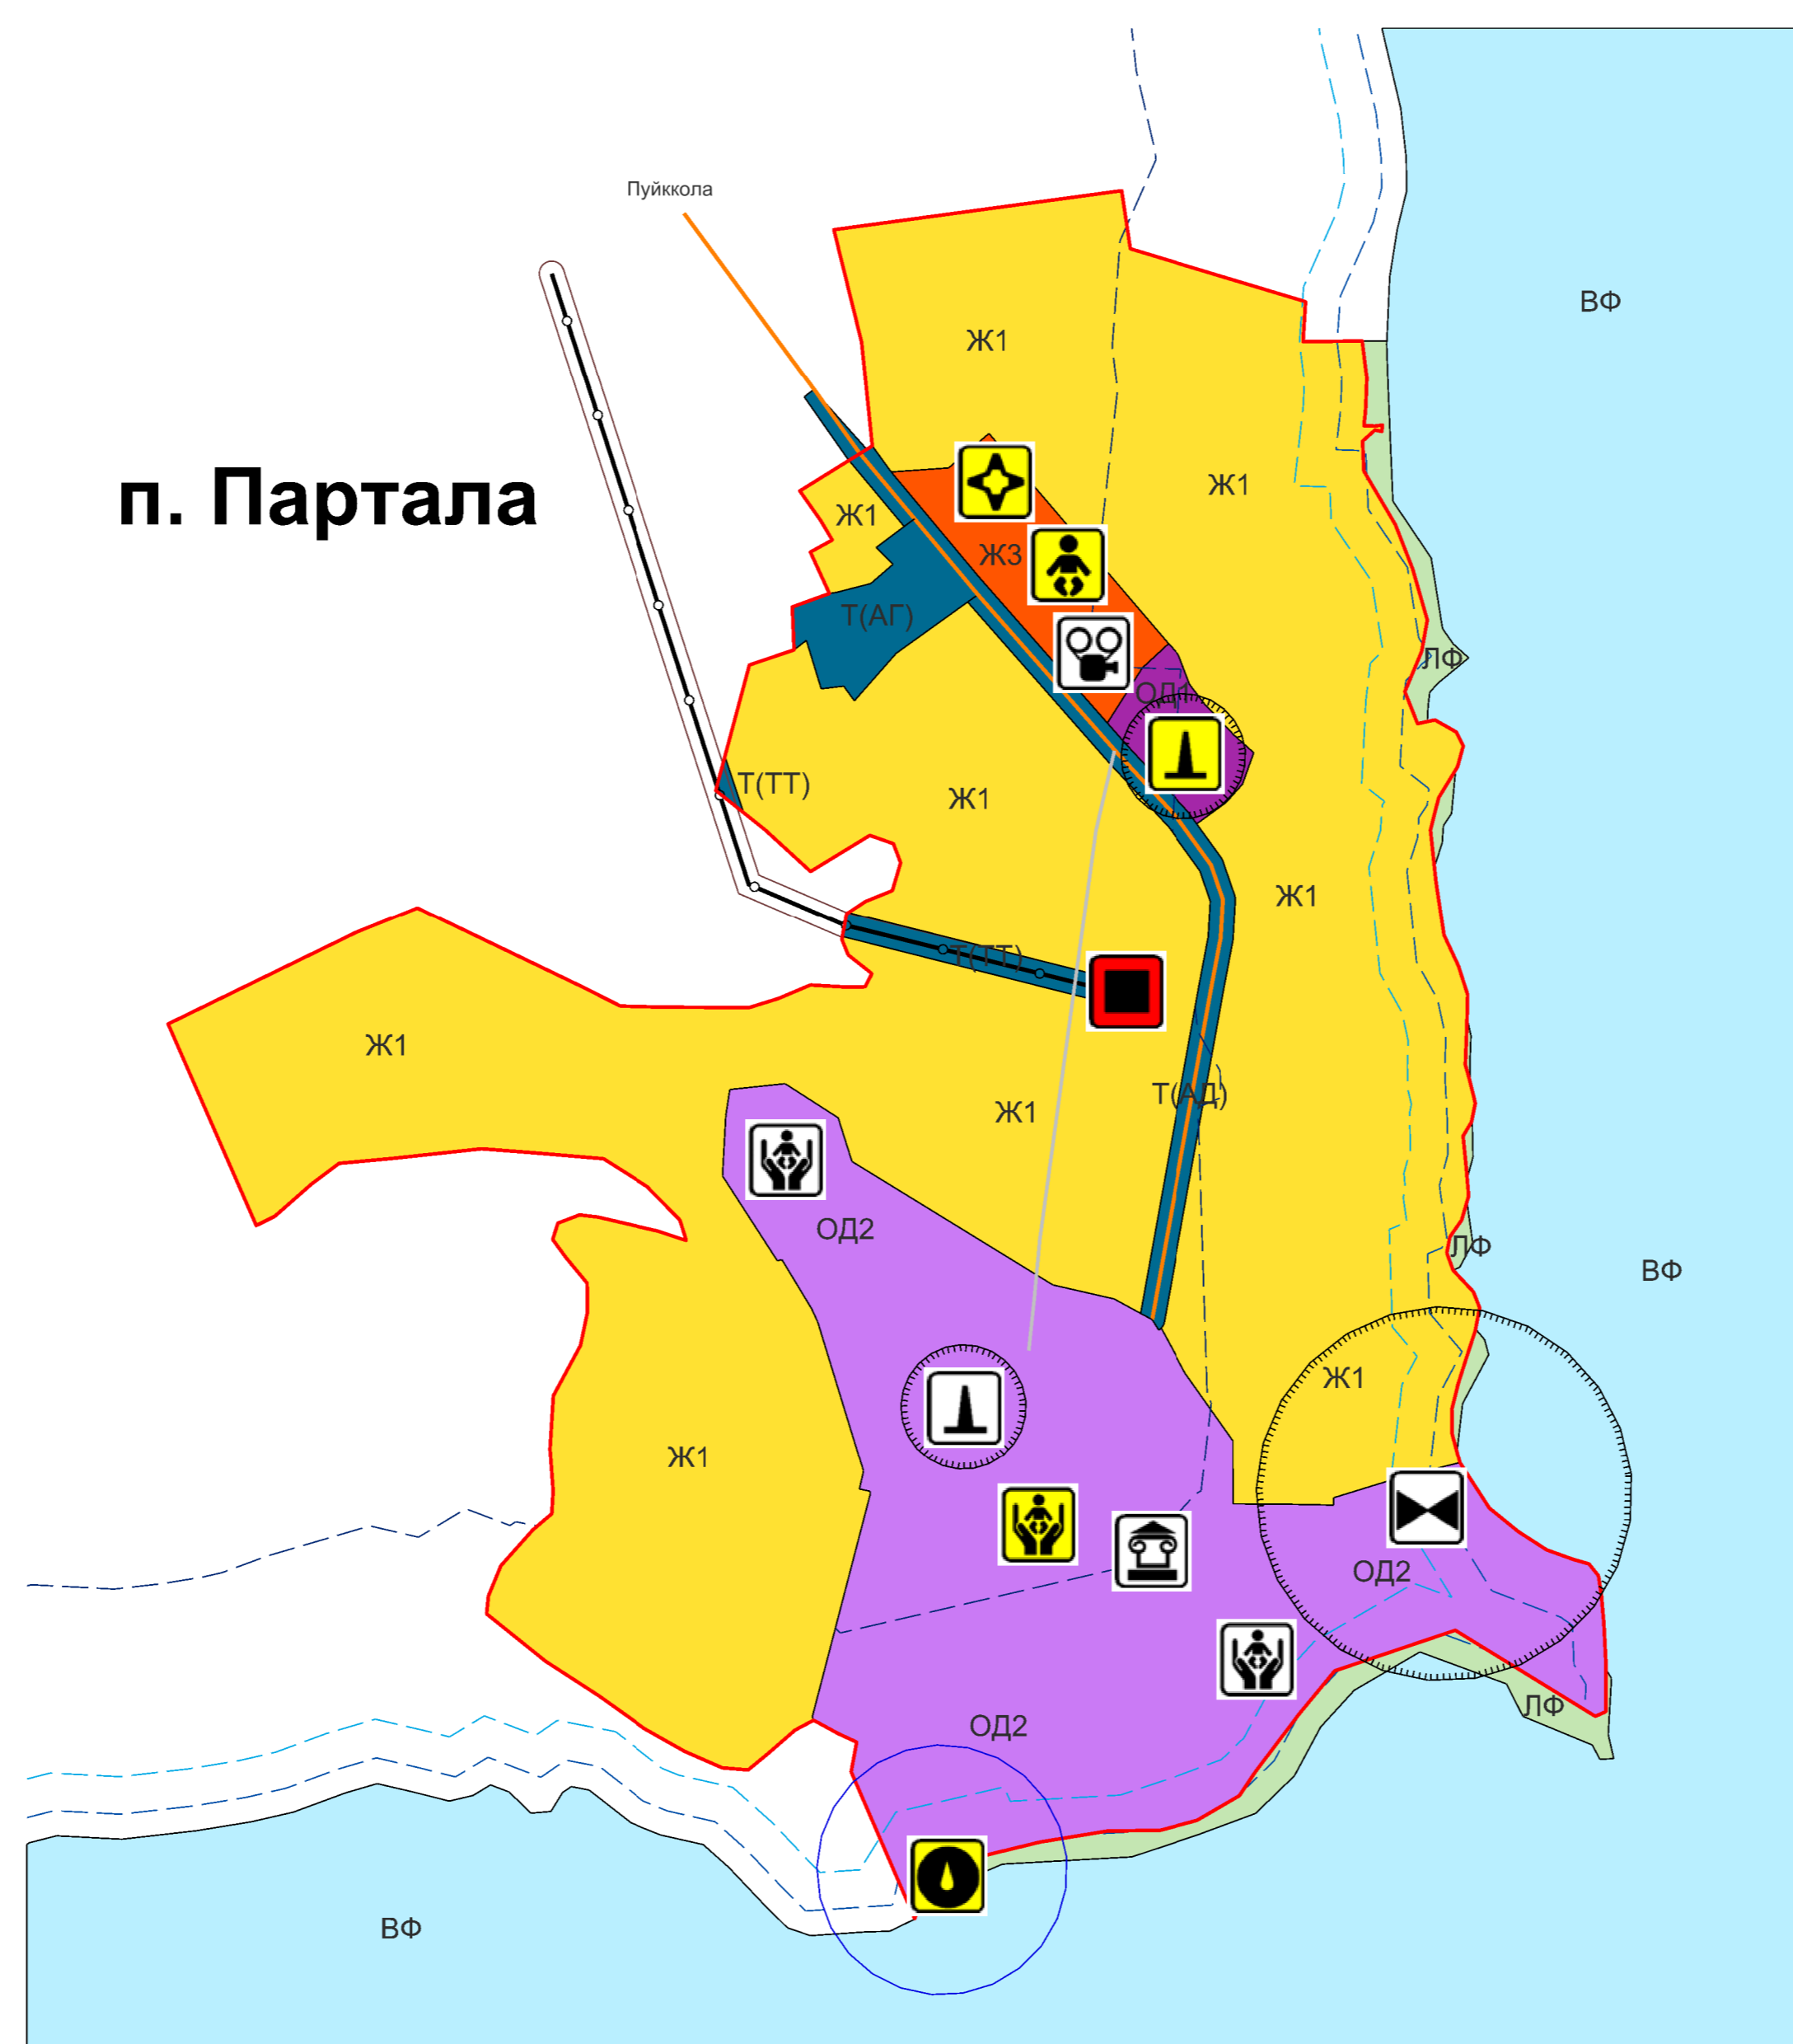 Пуйккола
ВФ
Ж1
Ж1
п. Партала
Ж1
Ж3
Т(АГ)
ЛФ
ОД1
Т(ТТ)
Ж1
Ж1
Т(ТТ)
Ж1
Т(АД)
Ж1
ОД2
ЛФ
ВФ
Ж1
Ж1
ОД2
ЛФ
ОД2
ВФ